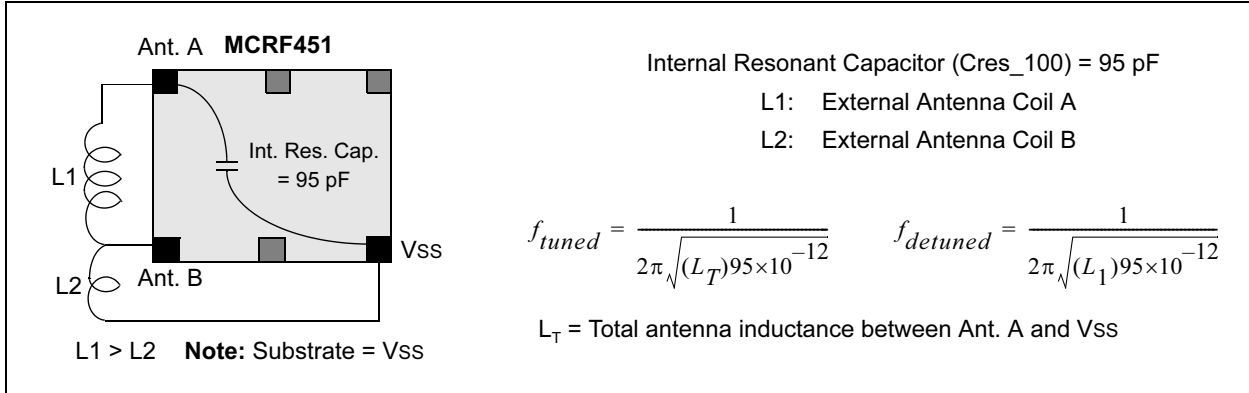 Ant. A MCRF451
Int. Res. Cap.
= 95 pF
L1
L2
Ant. B
VSS
L1 > L2 Note: Substrate = VSS
Internal Resonant Capacitor (Cres_100) = 95 pF
L1: External Antenna Coil A
L2: External Antenna Coil B
f_tuned = 1 / 2π√(L_T)95×10^−12
f_detuned = 1 / 2π√(L_1)95×10^−12
L_T = Total antenna inductance between Ant. A and VSS